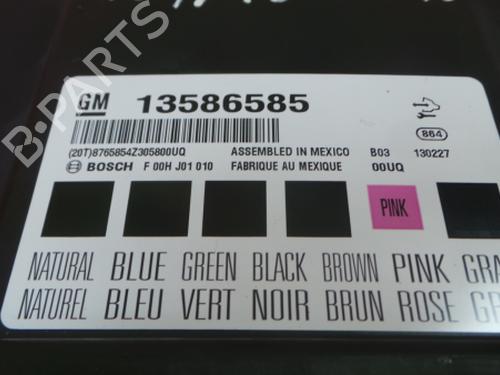 GM 13586585
864
(20T)8765854Z305800UQ ASSEMBLED IN MEXICO B03 130227
BOSCH F 00H J01 010 FABRIQUE AU MEXIQUE 00UQ
PINK
NATURAL BLUE GREEN BLACK BROWN PINK GRA
NATUREL BLEU VERT NOIR BRUN ROSE
B-PARTS